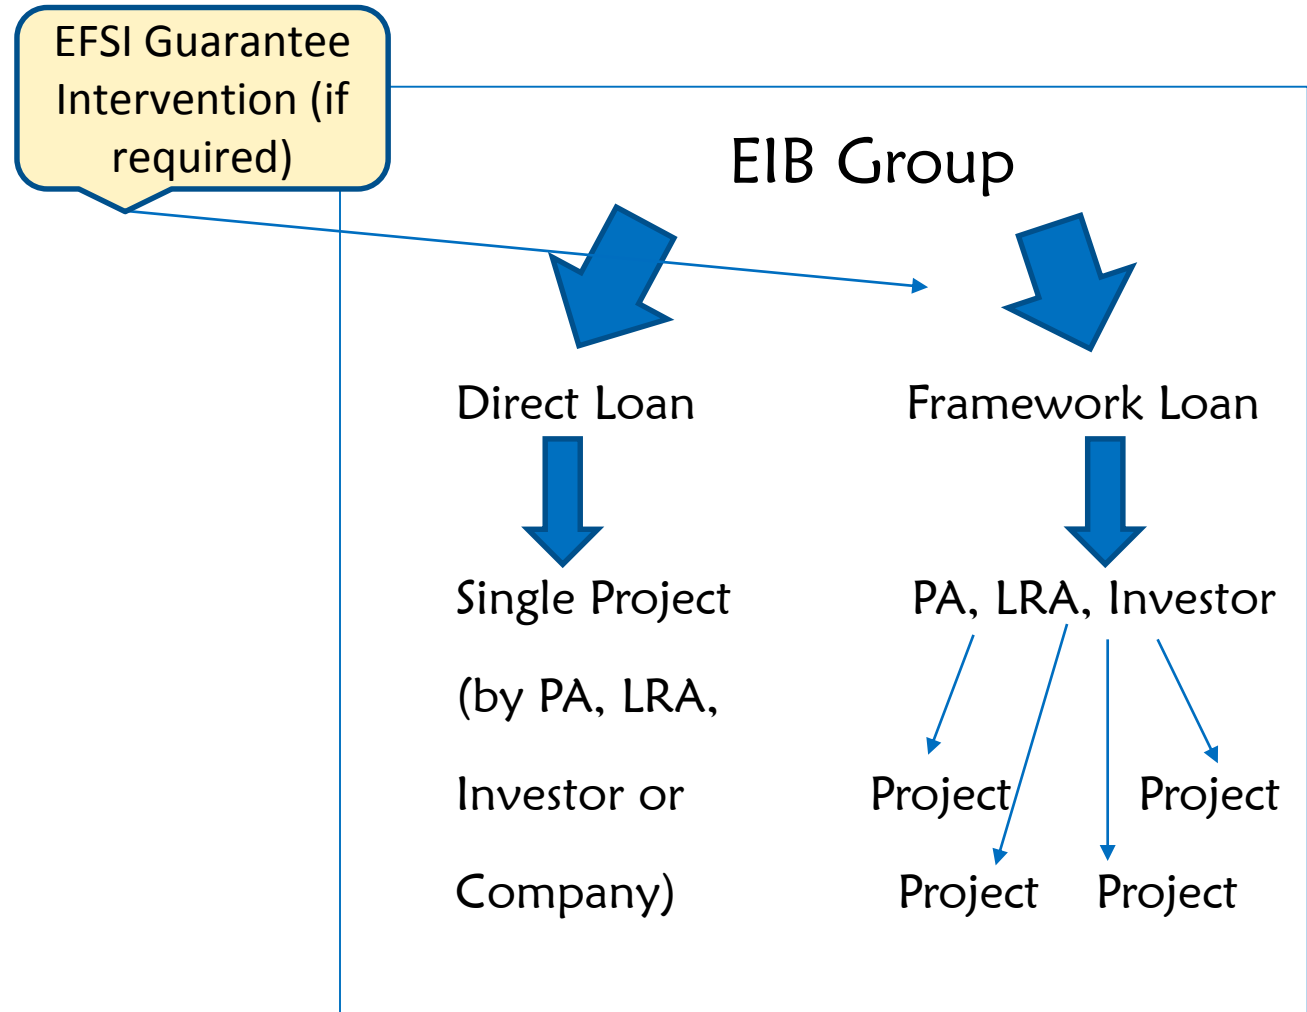 EFSI Guarantee
Intervention (if
required)
EIB Group
Direct Loan
Framework Loan
Single Project
(by PA, LRA,
Investor or
Company)
PA, LRA, Investor
Project
Project
Project
Project